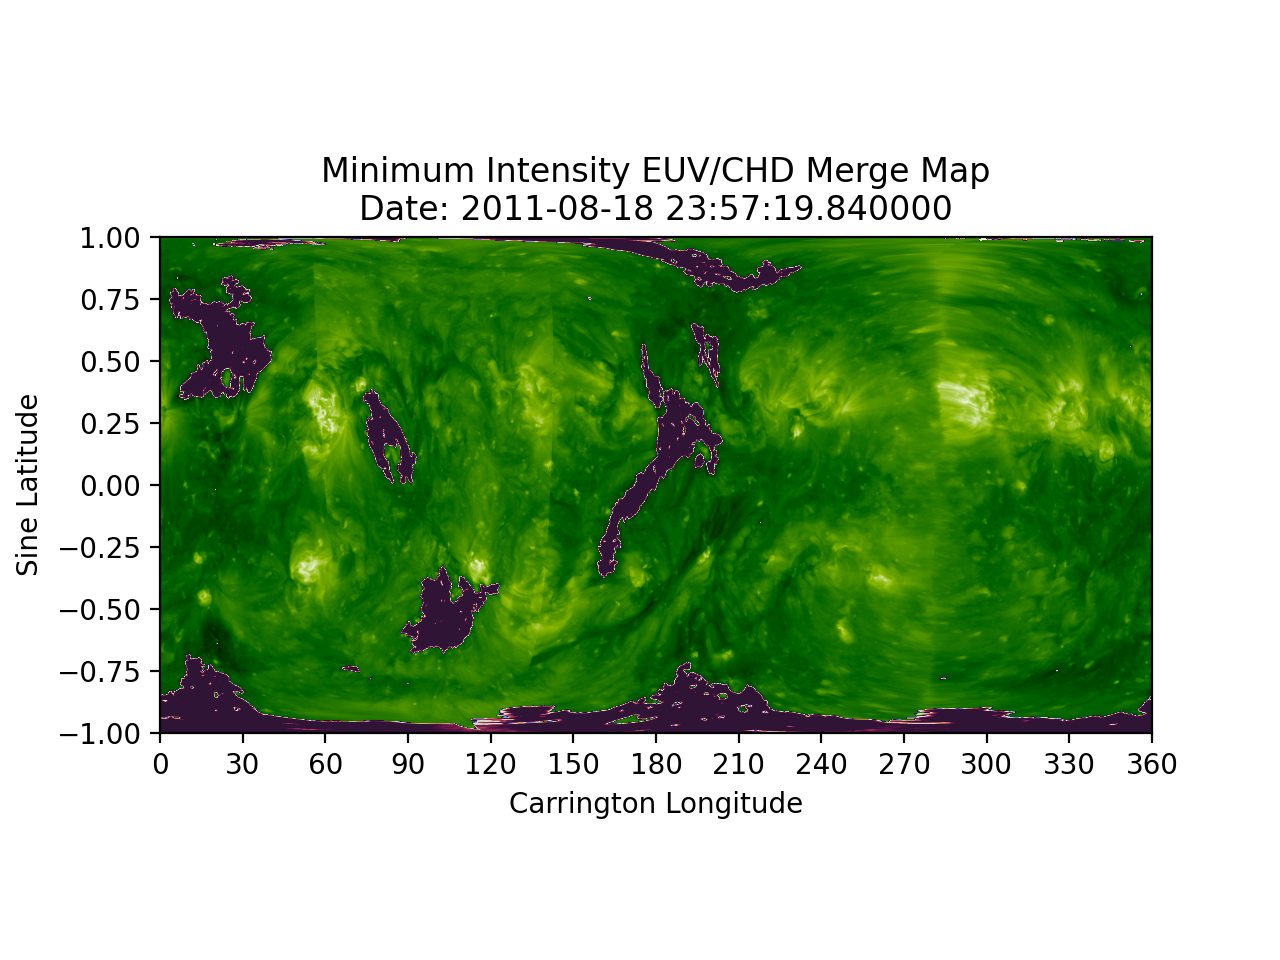 Minimum Intensity EUV/CHD Merge Map
Date: 2011-08-18 23:57:19.840000
1.00
0.75
0.50
0.25
0.00
−0.25
−0.50
−0.75
−1.00
Sine Latitude
0 30 60 90 120 150 180 210 240 270 300 330 360
Carrington Longitude